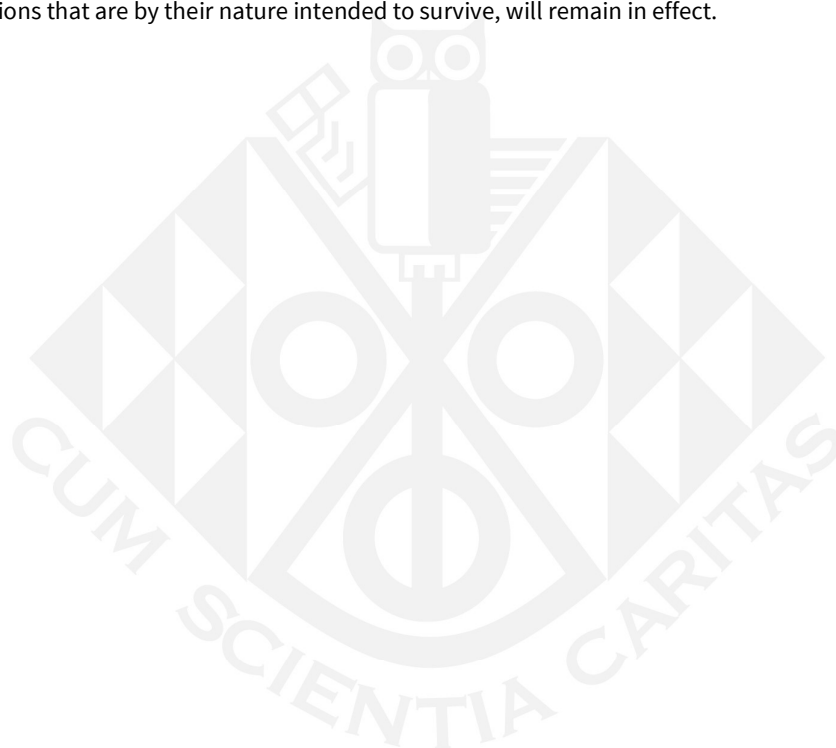 ions that are by their nature intended to survive, will remain in effect.
CUM SCIENTIA CARITAS